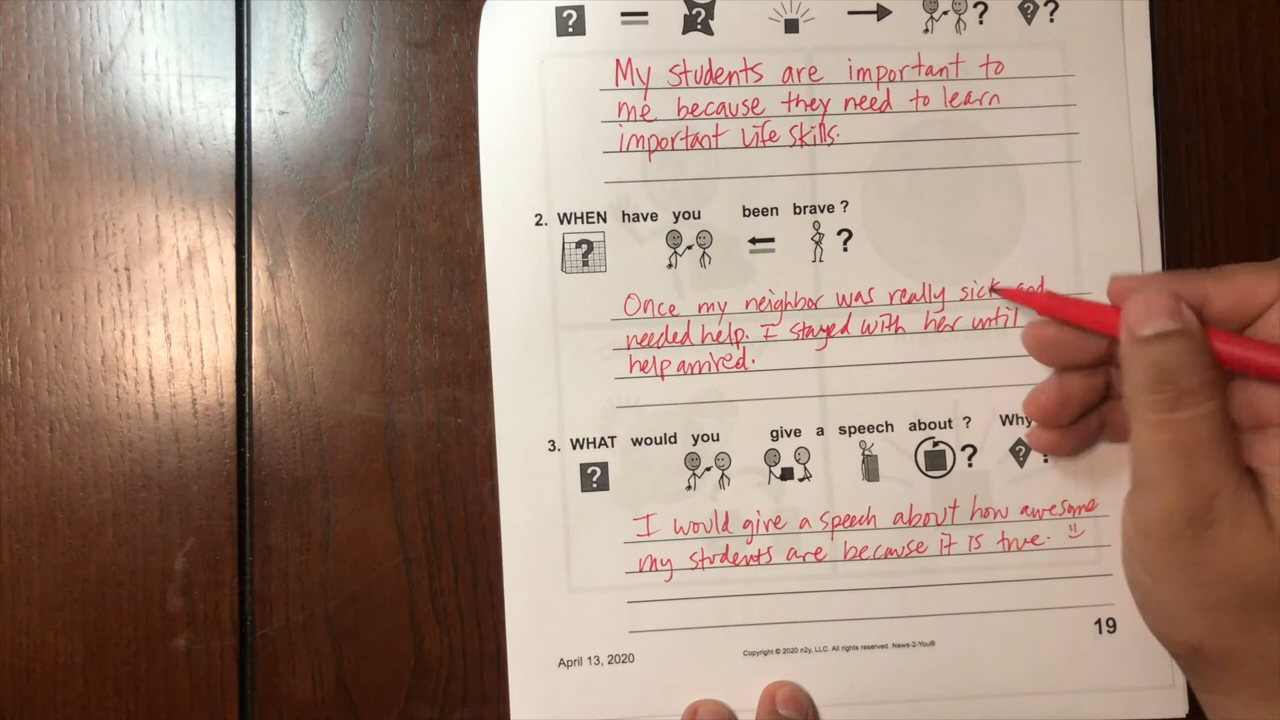 ? = ? → ? ? ?
My students are important to
me because they need to learn
important life skills.
2. WHEN have you been brave ?
? ?
Once my neighbor was really sick and
needed help. I stayed with her until
help arrived.
3. WHAT would you give a speech about ? Why
? ? ? ?
I would give a speech about how awesome
my students are because it is true. :)
19
April 13, 2020
Copyright © 2020 n2y, LLC. All rights reserved. News-2-You®